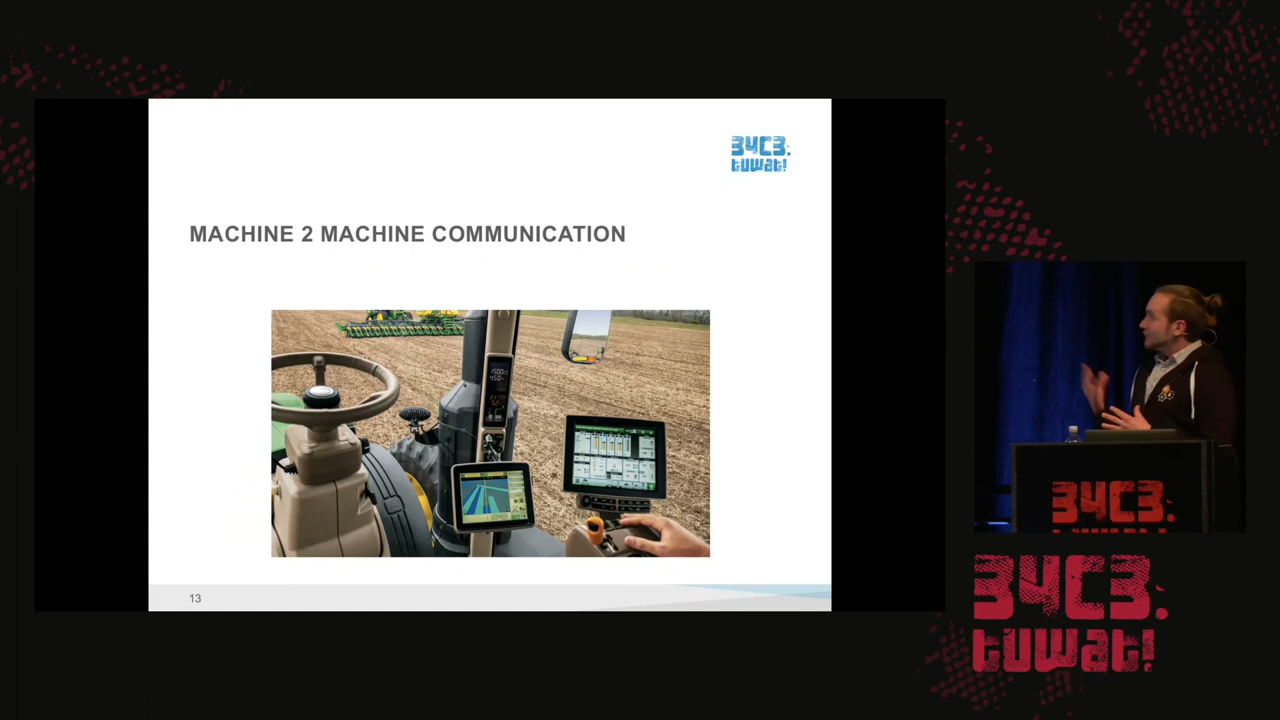 34C3.
tuwat!
MACHINE 2 MACHINE COMMUNICATION
13
34C3.
34C3.
tuwat!